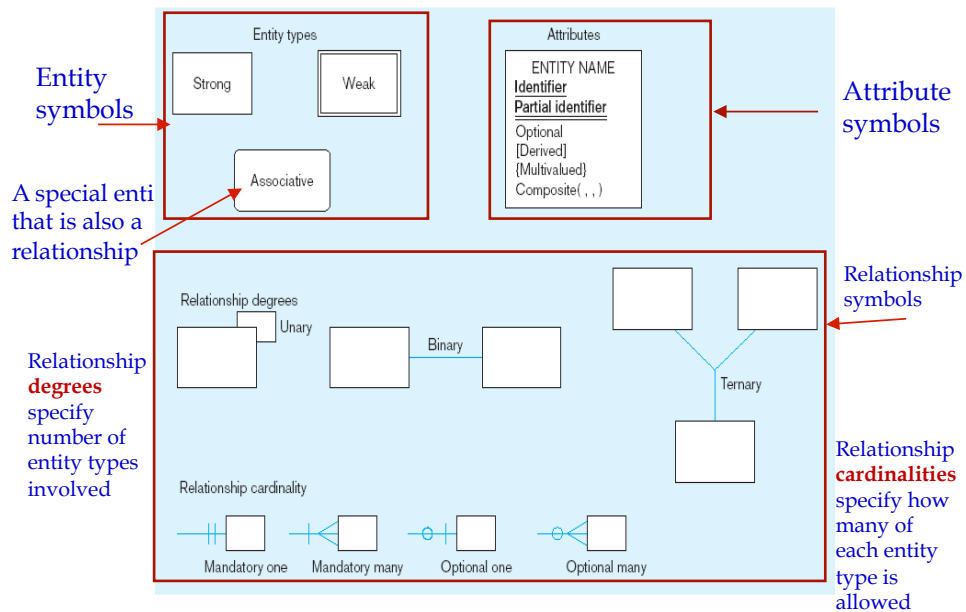 Entity types
Strong
Weak
Associative
Attributes
ENTITY NAME
Identifier
Partial identifier
Optional
[Derived]
{Multivalued}
Composite( , , )
Entity
symbols
Attribute
symbols
A special enti
that is also a
relationship
Relationship
symbols
Relationship degrees
Unary
Binary
Ternary
Relationship
degrees
specify
number of
entity types
involved
Relationship cardinality
Mandatory one
Mandatory many
Optional one
Optional many
Relationship
cardinalities
specify how
many of
each entity
type is
allowed